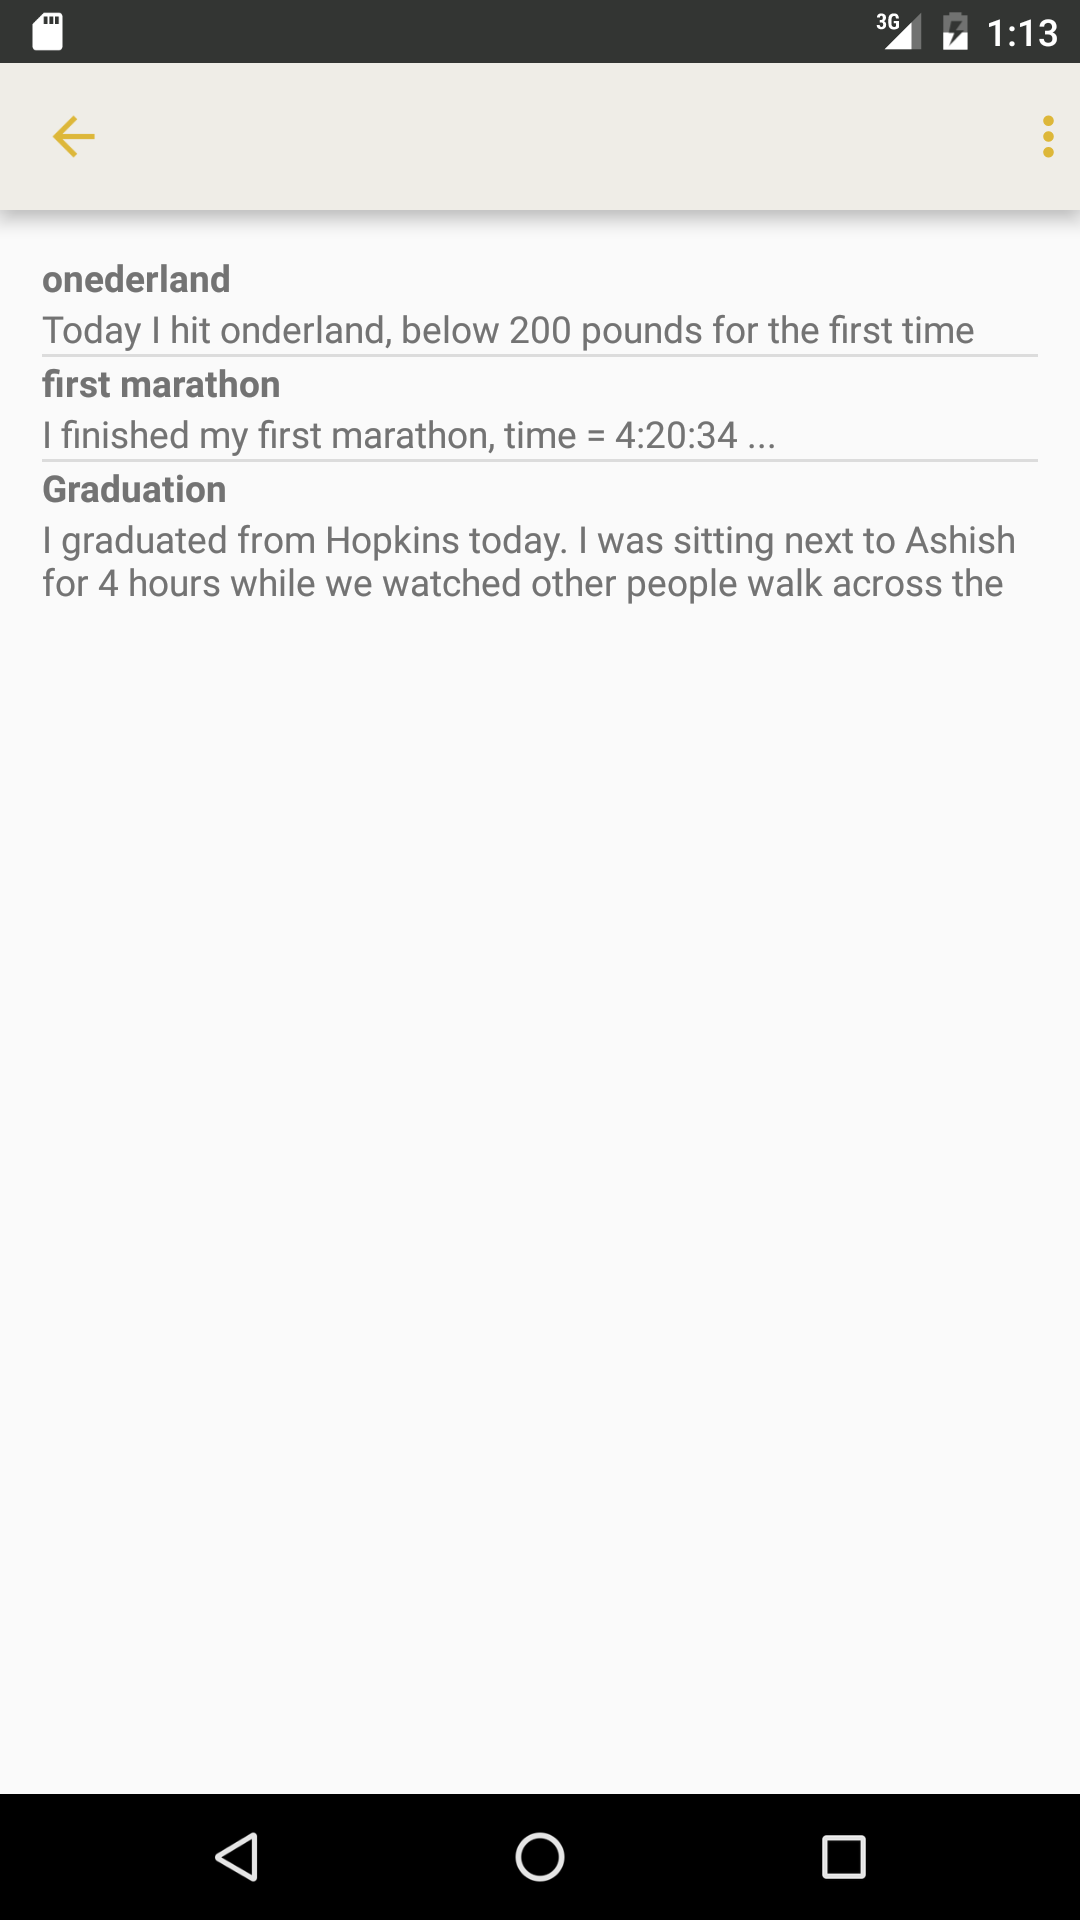 3G 1:13
onederland
Today I hit onderland, below 200 pounds for the first time
first marathon
I finished my first marathon, time = 4:20:34 ...
Graduation
I graduated from Hopkins today. I was sitting next to Ashish
for 4 hours while we watched other people walk across the